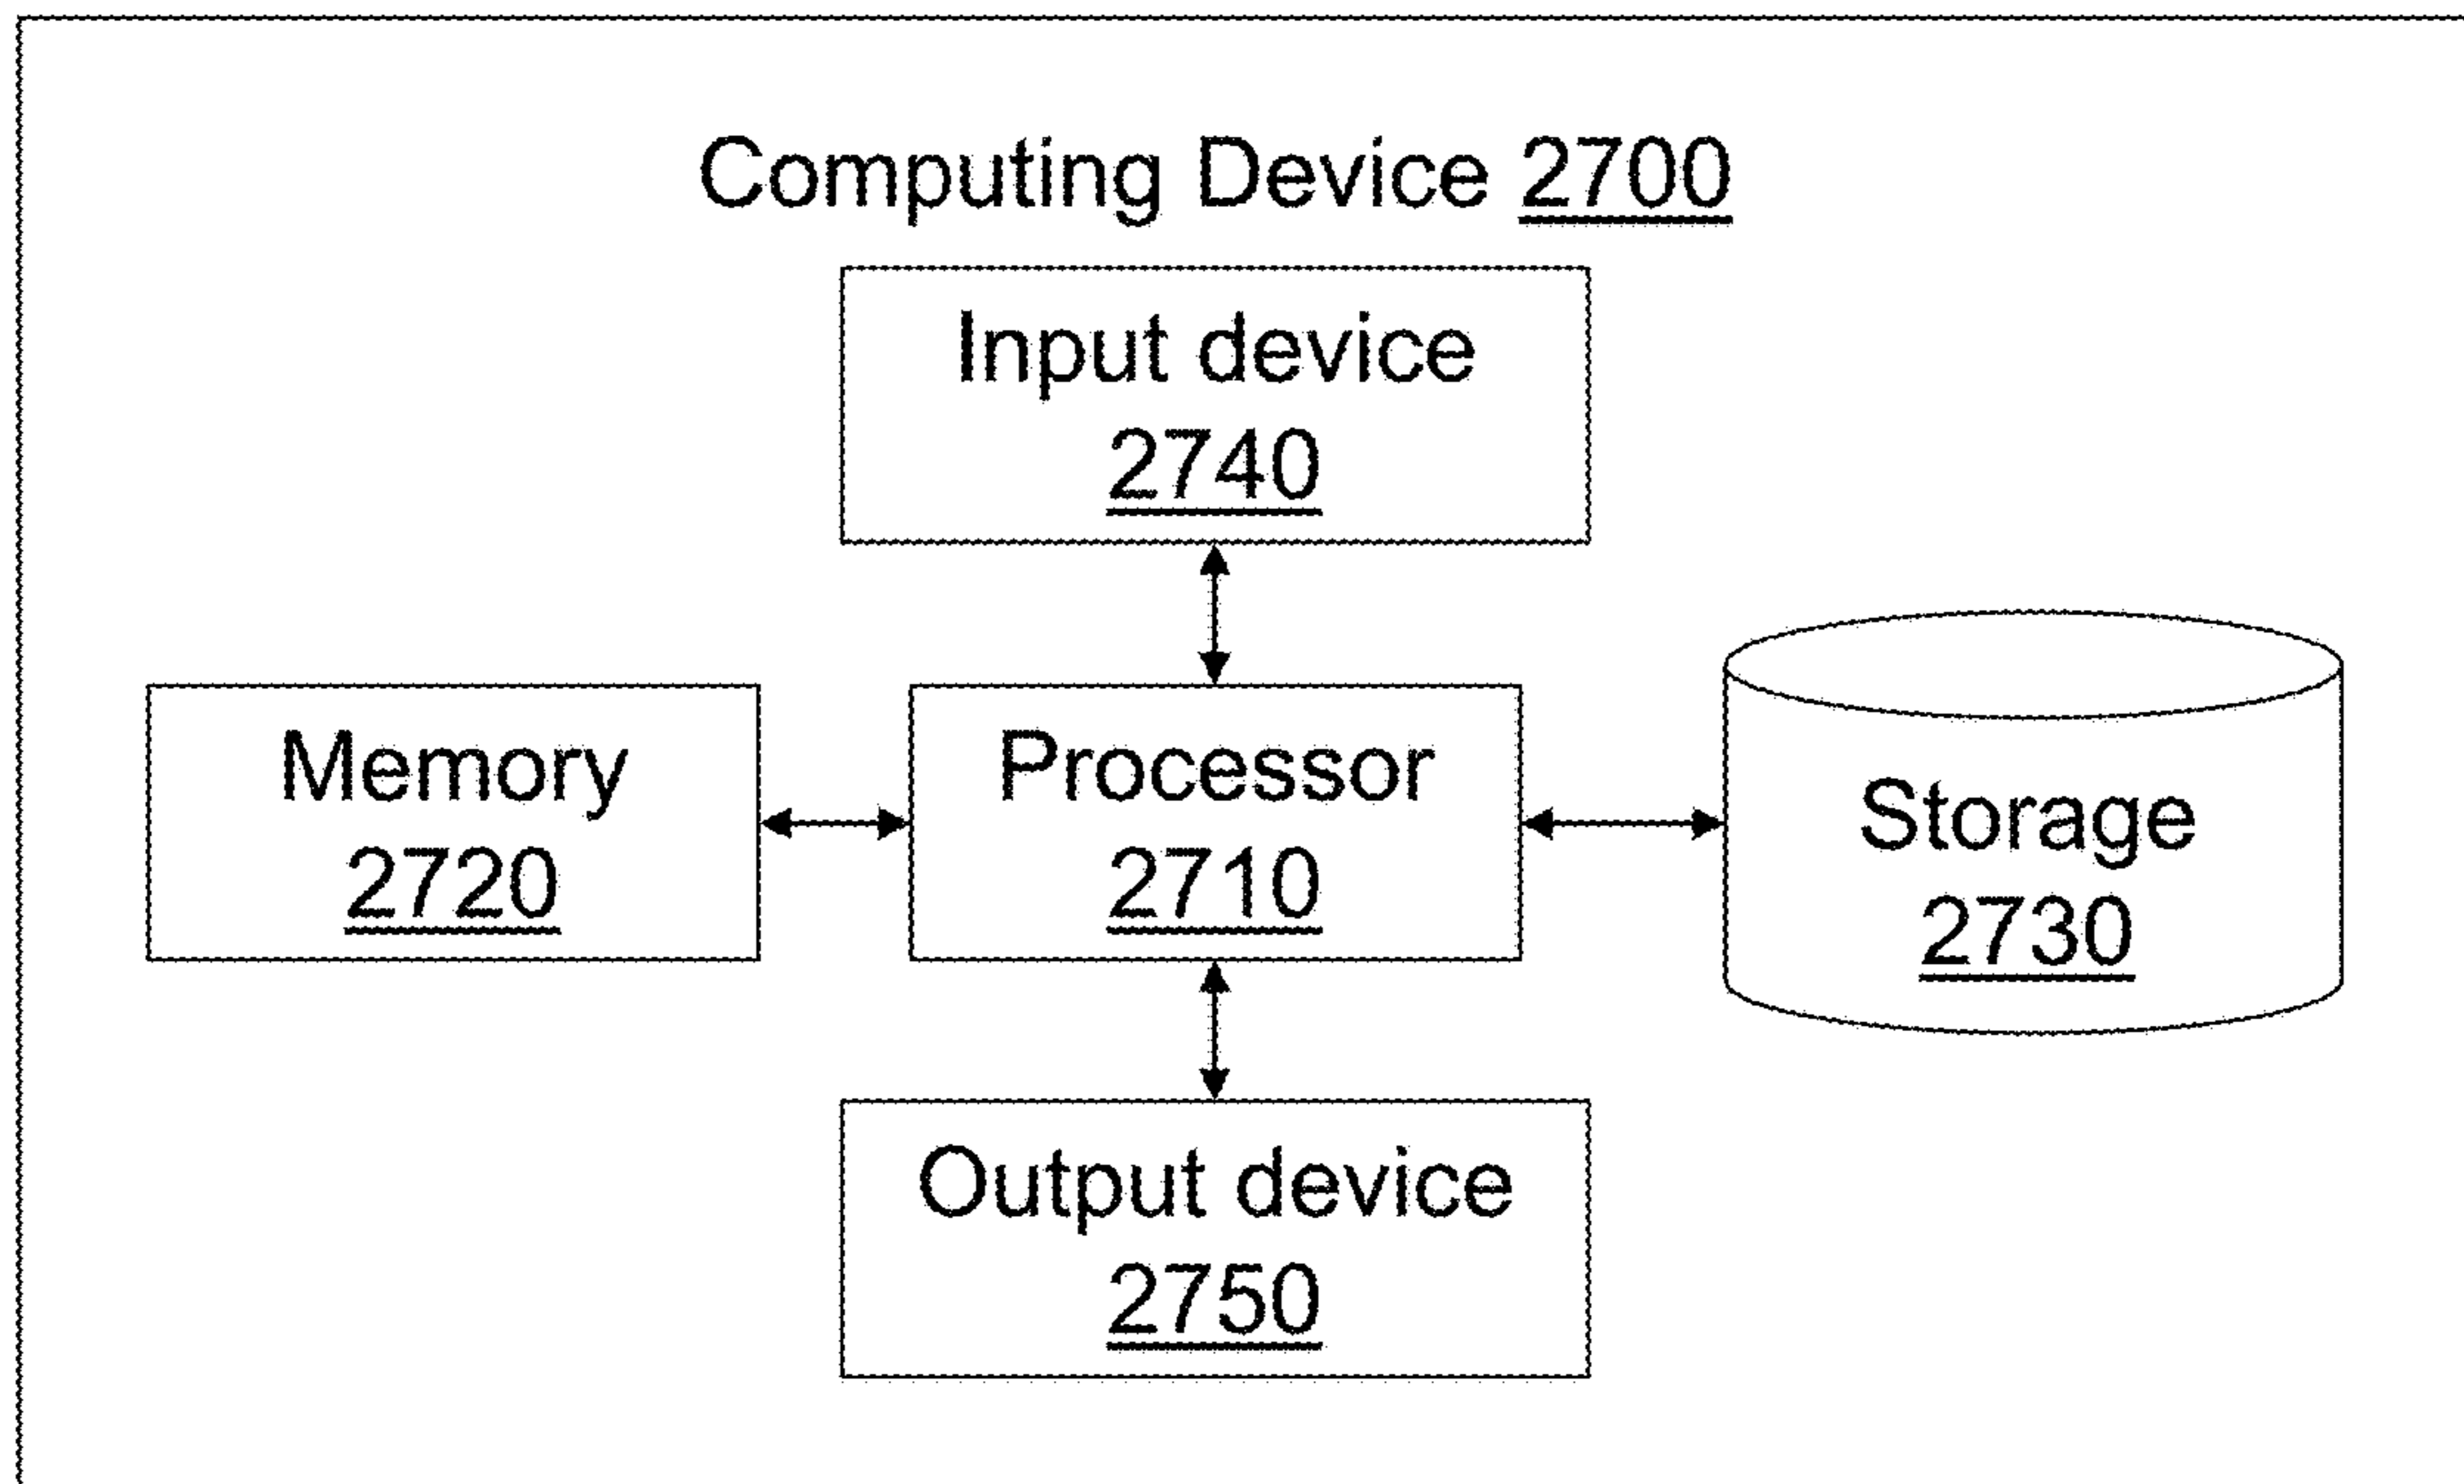 Computing Device 2700
Input device
2740
Memory
2720
Processor
2710
Storage
2730
Output device
2750